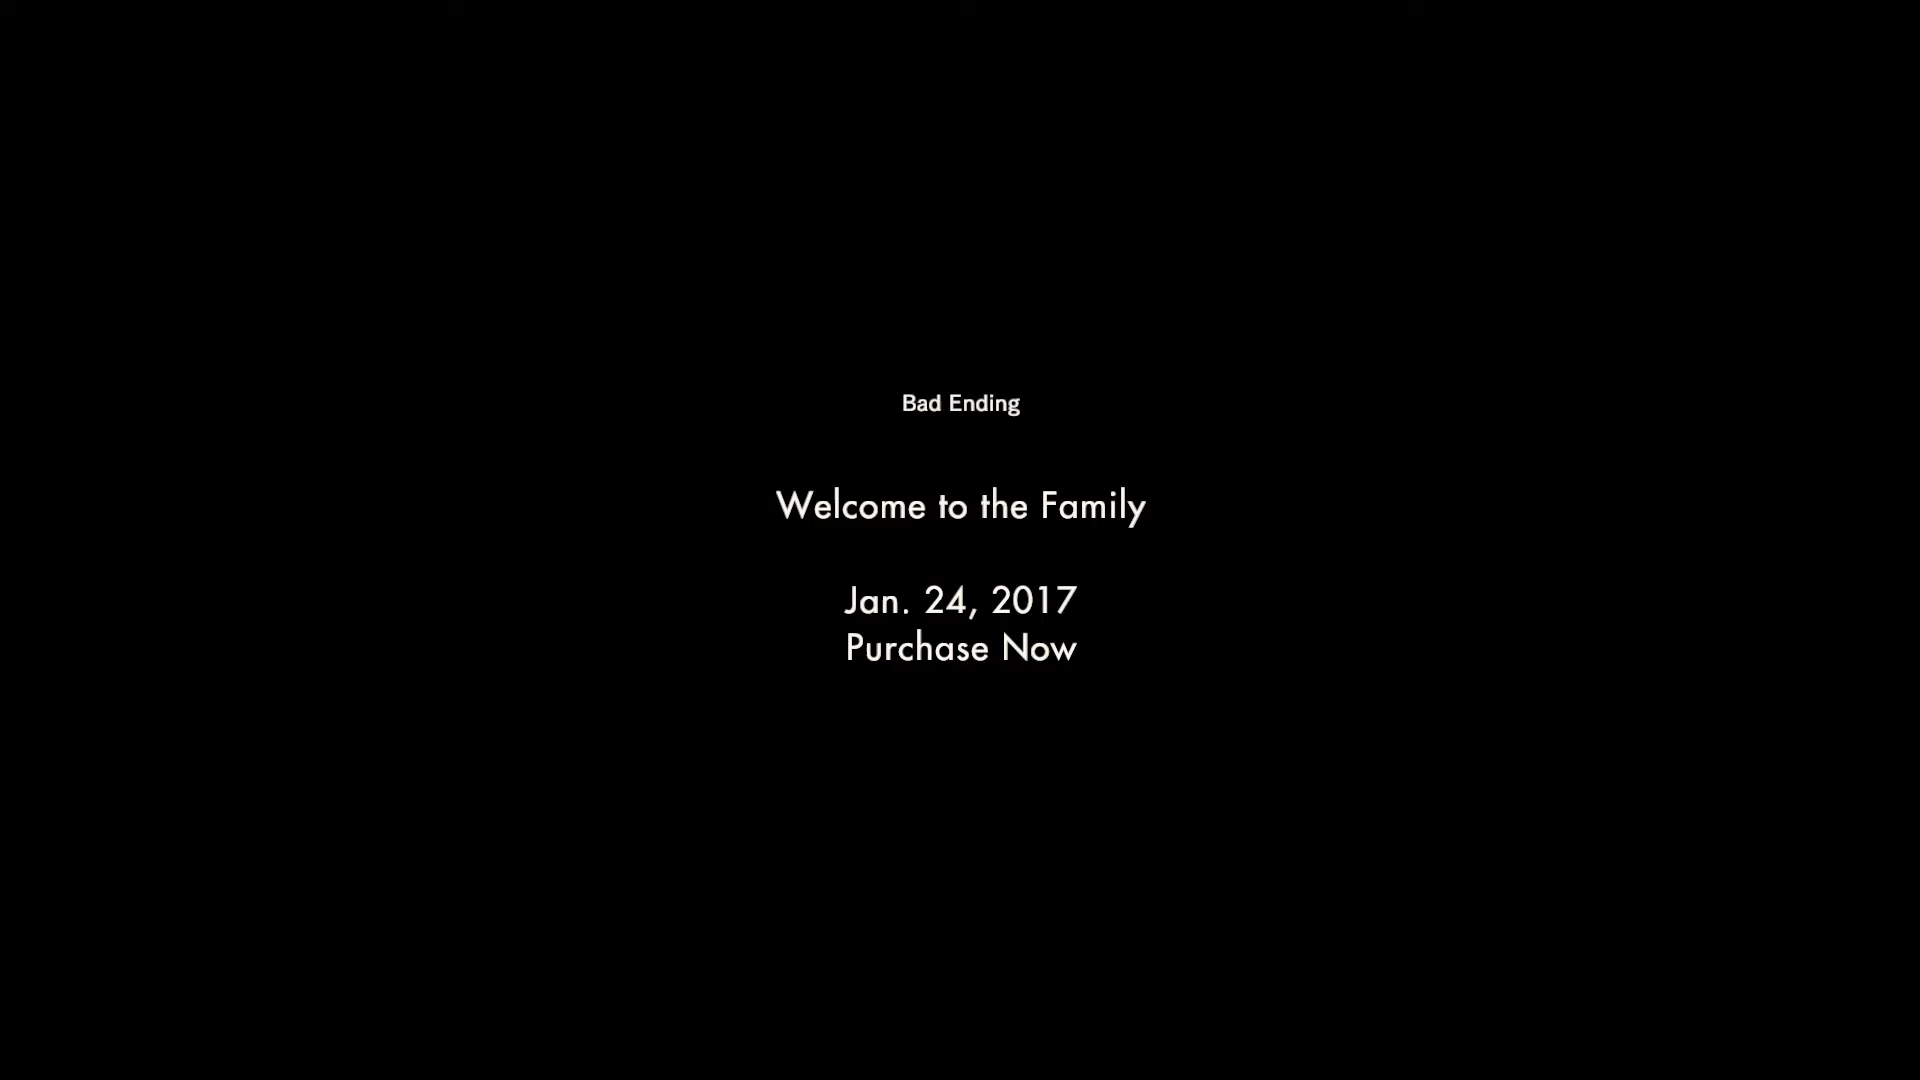 Bad Ending
Welcome to the Family
Jan. 24, 2017
Purchase Now